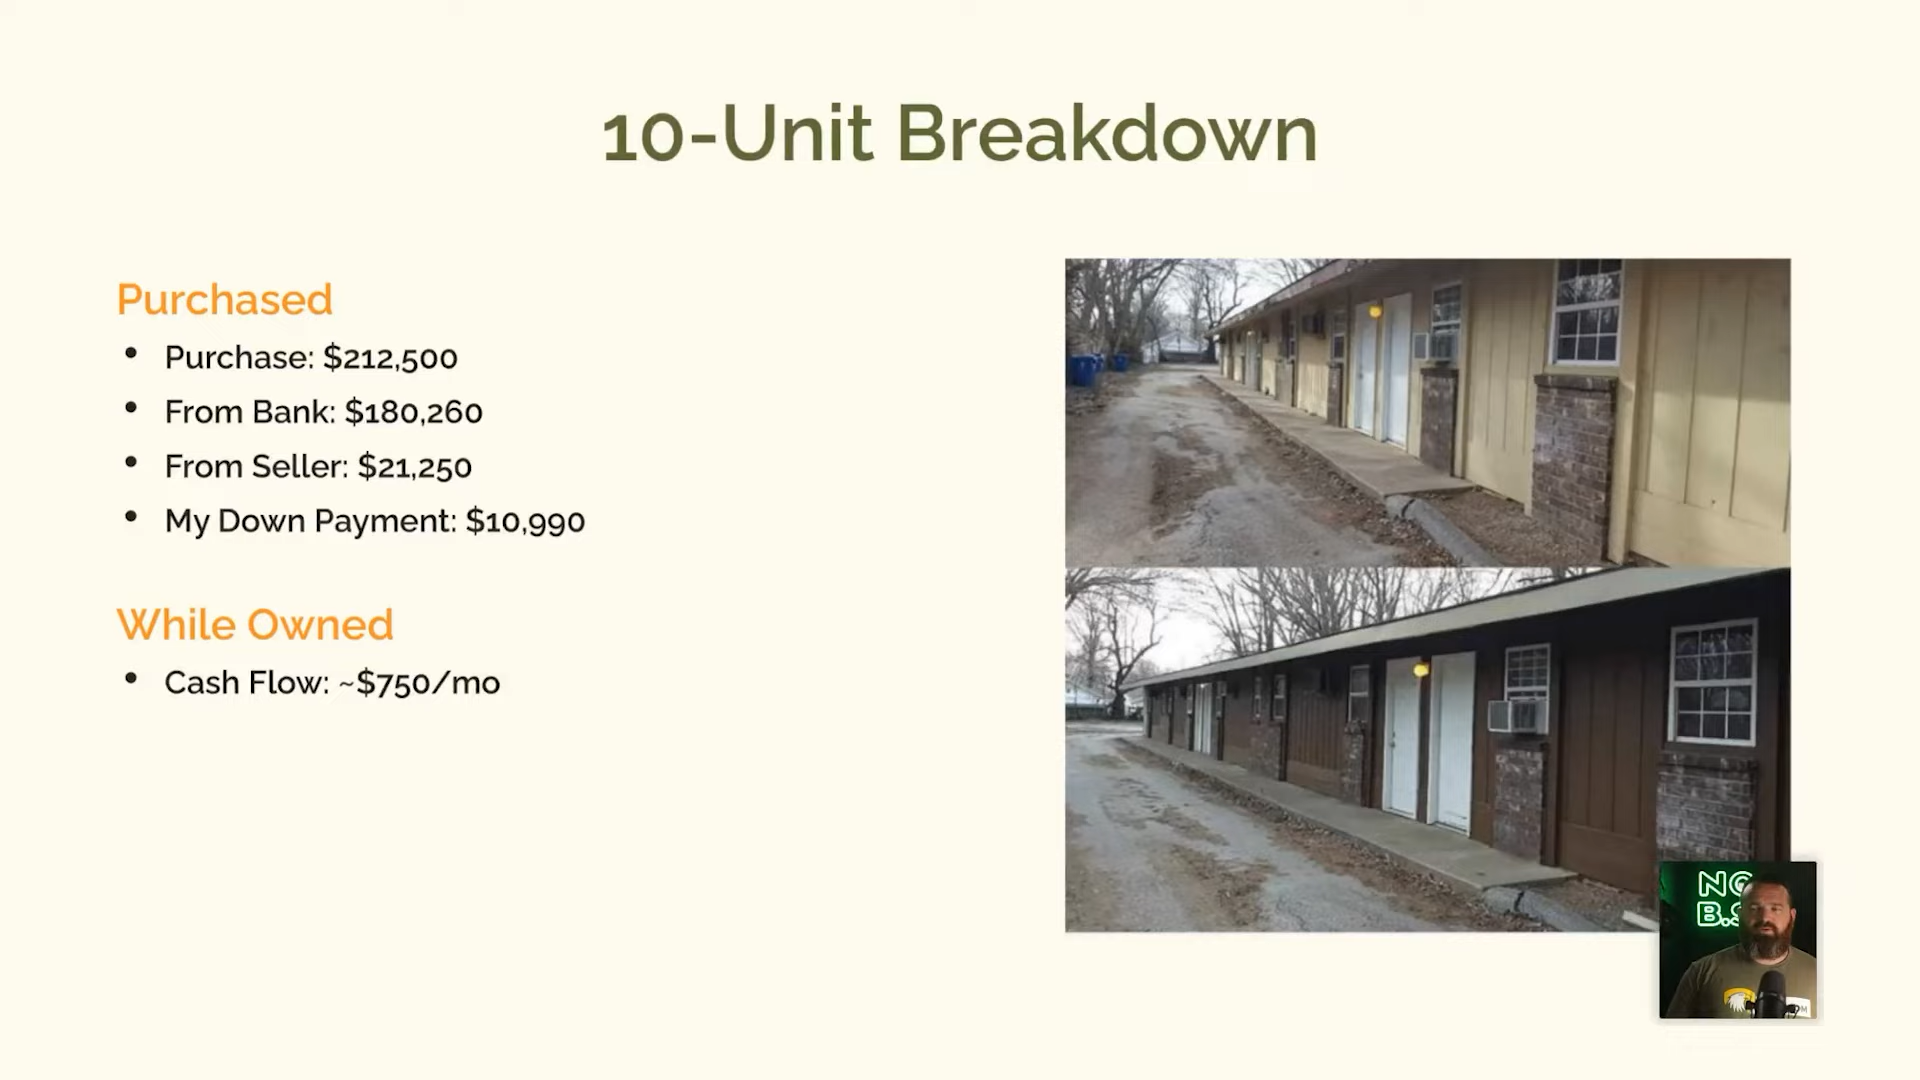 10-Unit Breakdown
Purchased
• Purchase: $212,500
• From Bank: $180,260
• From Seller: $21,250
• My Down Payment: $10,990
While Owned
• Cash Flow: ~$750/mo